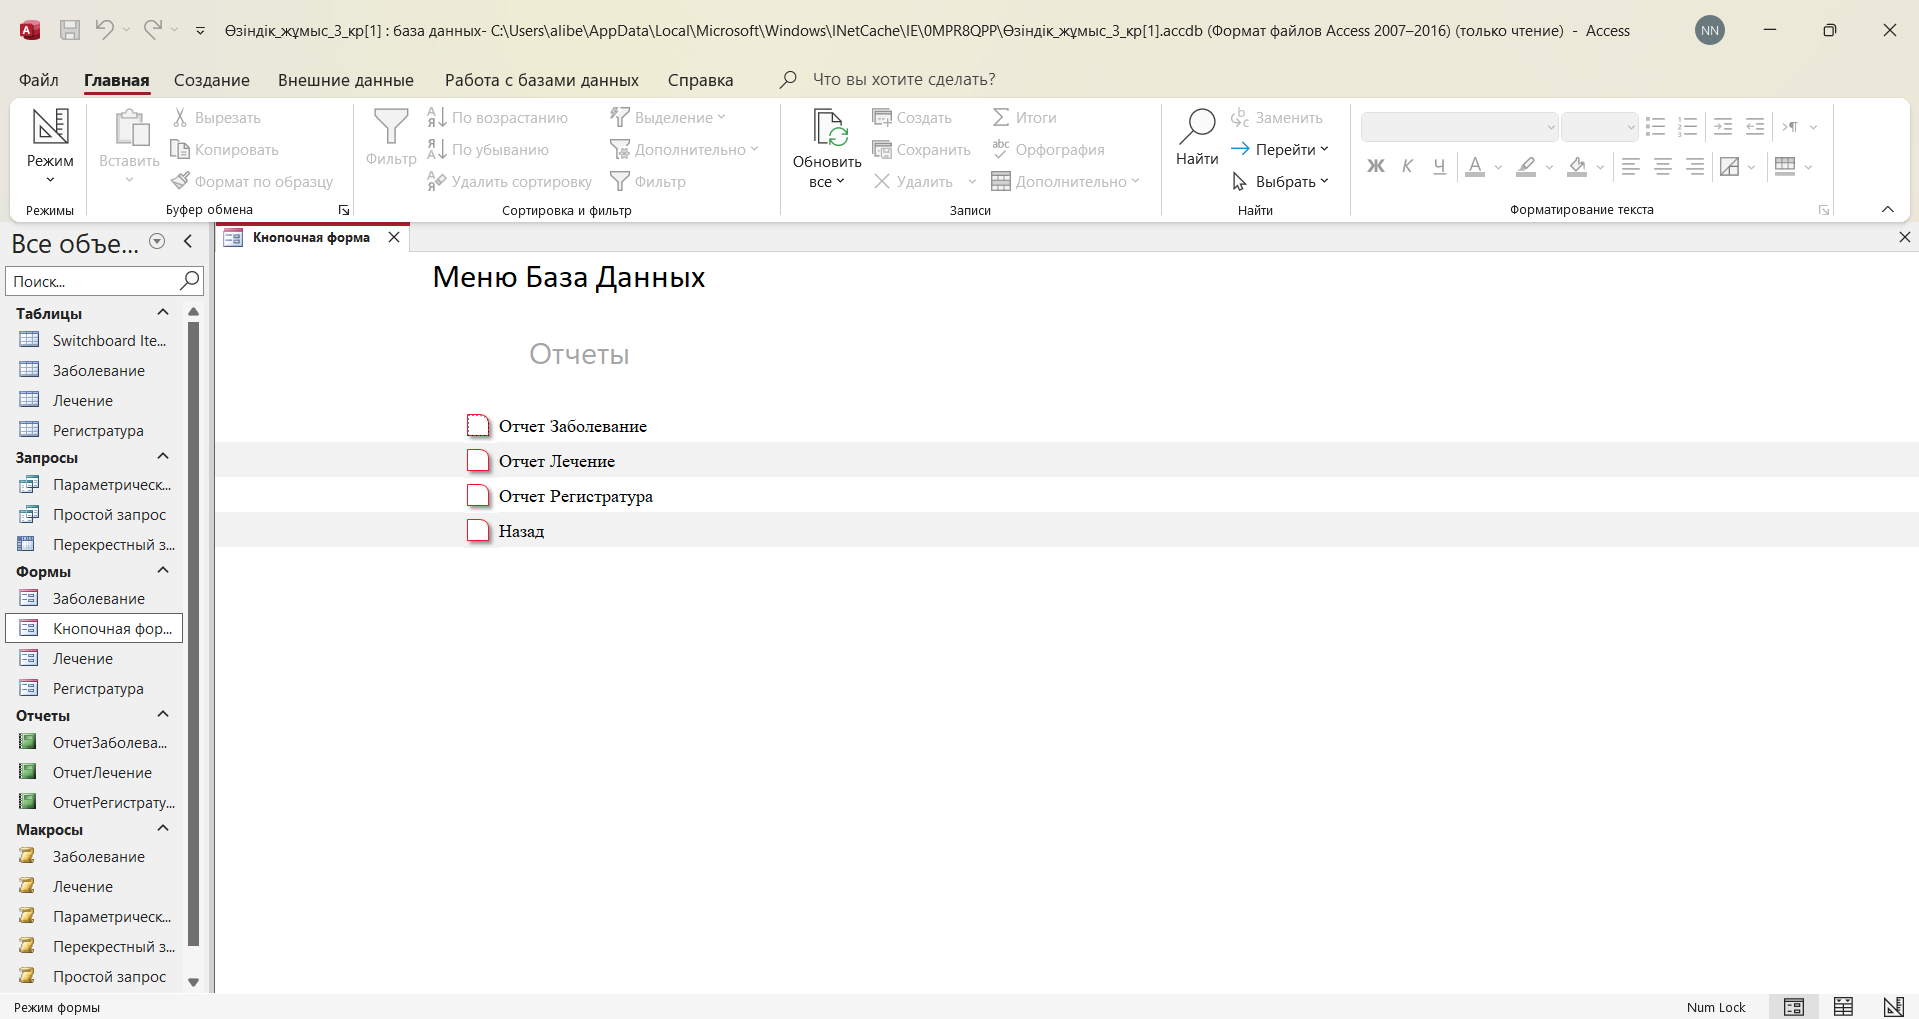 Өзіндік_жұмыс_3_кр[1] : база данных- C:\Users\alibe\AppData\Local\Microsoft\Windows\INetCache\IE\0MPR8QPP\Өзіндік_жұмыс_3_кр[1].accdb (Формат файлов Access 2007–2016) (только чтение) - Access
NN
Файл Главная Создание Внешние данные Работа с базами данных Справка Что вы хотите сделать?
Режим
Режимы
Вставить
Вырезать
Копировать
Формат по образцу
Буфер обмена
Фильтр
По возрастанию
По убыванию
Удалить сортировку
Выделение
Дополнительно
Фильтр
Сортировка и фильтр
Обновить
все
Создать
Сохранить
Удалить
Итоги
Орфография
Дополнительно
Записи
Найти
Заменить
Перейти
Выбрать
Найти
Ж К Ч А
Форматирование текста
Все объе...
Поиск...
Таблицы
Switchboard Ite...
Заболевание
Лечение
Регистратура
Запросы
Параметрическ...
Простой запрос
Перекрестный з...
Формы
Заболевание
Кнопочная фор...
Лечение
Регистратура
Отчеты
ОтчетЗаболева...
ОтчетЛечение
ОтчетРегистрату...
Макросы
Заболевание
Лечение
Параметрическ...
Перекрестный з...
Простой запрос
Кнопочная форма
Меню База Данных
Отчеты
Отчет Заболевание
Отчет Лечение
Отчет Регистратура
Назад
Режим формы
Num Lock